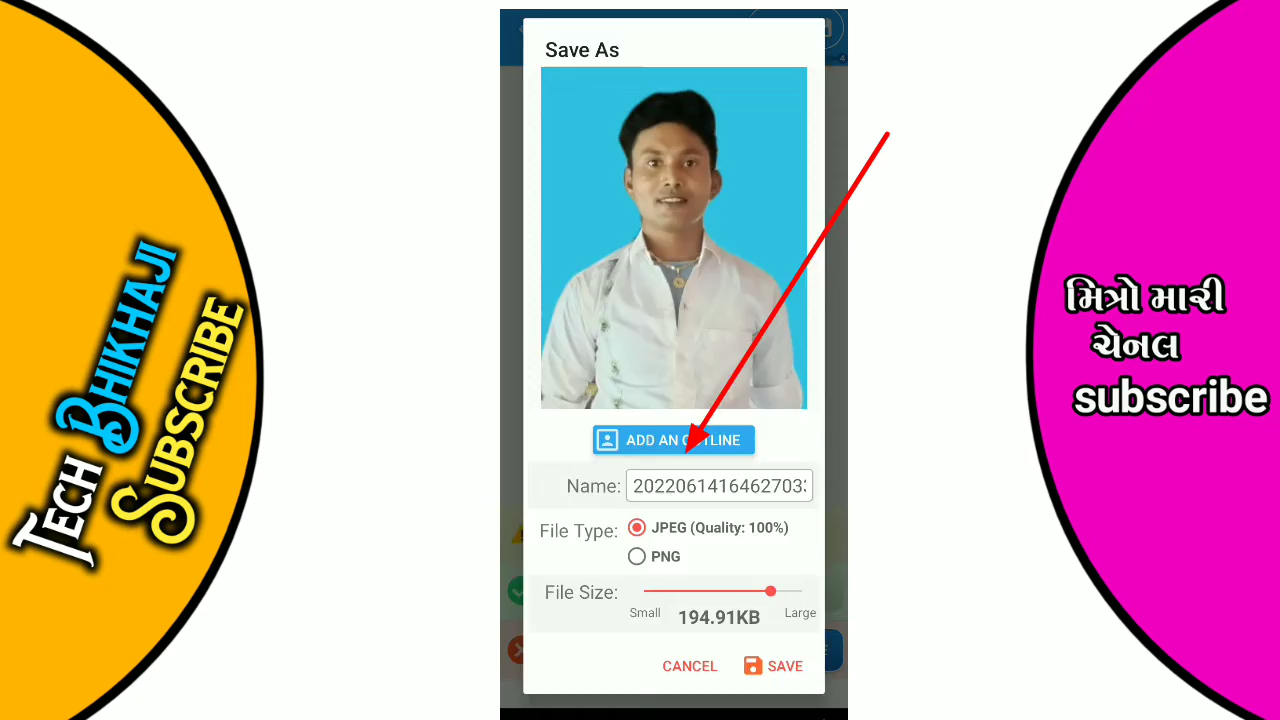 Save As
ADD AN
Name: 2022061416462703
File Type: JPEG (Quality: 100%)
PNG
File Size:
Small 194.91KB Large
CANCEL SAVE
TECH BHIKHAJI
SUBSCRIBE
મિત્રો મારી
ચેનલ
subscribe